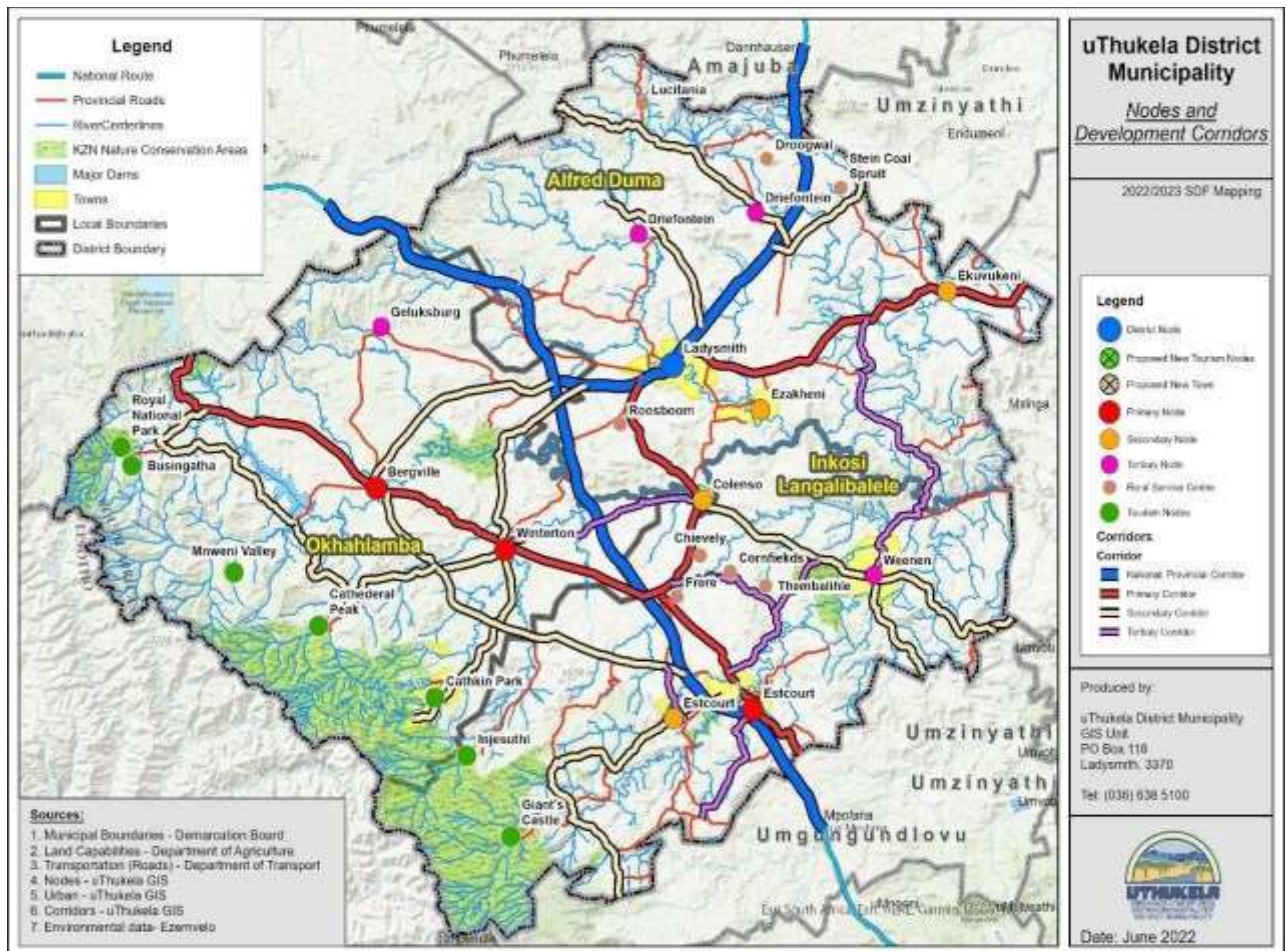 Legend
National Route
Provincial Roads
RiverCenterlines
KZN Nature Conservation Areas
Major Dams
Towns
Local Boundaries
District Boundary
Phumelela
Phumelela
Dannhauser
Amajuba
Umzinyathi
Endumeni
Lucitania
Droogwal
Stein Coal
Spruit
Alfred Duma
Driefontein
Driefontein
Ekuvukeni
Geluksburg
Ladysmith
Ezakheni
Roosboom
Royal
National
Park
Busingatha
Bergville
Inkosi
Langalibalele
Colenso
Okhahlamba
Winterton
Chievely
Cornfiekds
Weenen
Mnweni Valley
Frere
Thembalihle
Cathederal
Peak
Cathkin Park
Estcourt
Estcourt
Injesuthi
Giant's
Castle
Umzinyathi
Umzinyathi
Mpofana
Umgungundlovu
Sources:
1. Municipal Boundaries - Demarcation Board
2. Land Capabilities - Department of Agriculture
3. Transportation (Roads) - Department of Transport
4. Nodes - uThukela GIS
5. Urban - uThukela GIS
6. Corridors - uThukela GIS
7. Environmental data- Ezemvelo
uThukela District
Municipality
Nodes and
Development Corridors
2022/2023 SDF Mapping
Legend
District Node
Proposed New Tourism Nodes
Proposed New Town
Primary Node
Secondary Node
Tertiary Node
Rural Service Centre
Tourism Nodes
Corridors
Corridor
National Provincial Corridor
Primary Corridor
Secondary Corridor
Tertiary Corridor
Produced by:
uThukela District Municipality
GIS Unit
PO Box 116
Ladysmith, 3370
Tel: (036) 638 5100
UTHUKELA
Date: June 2022